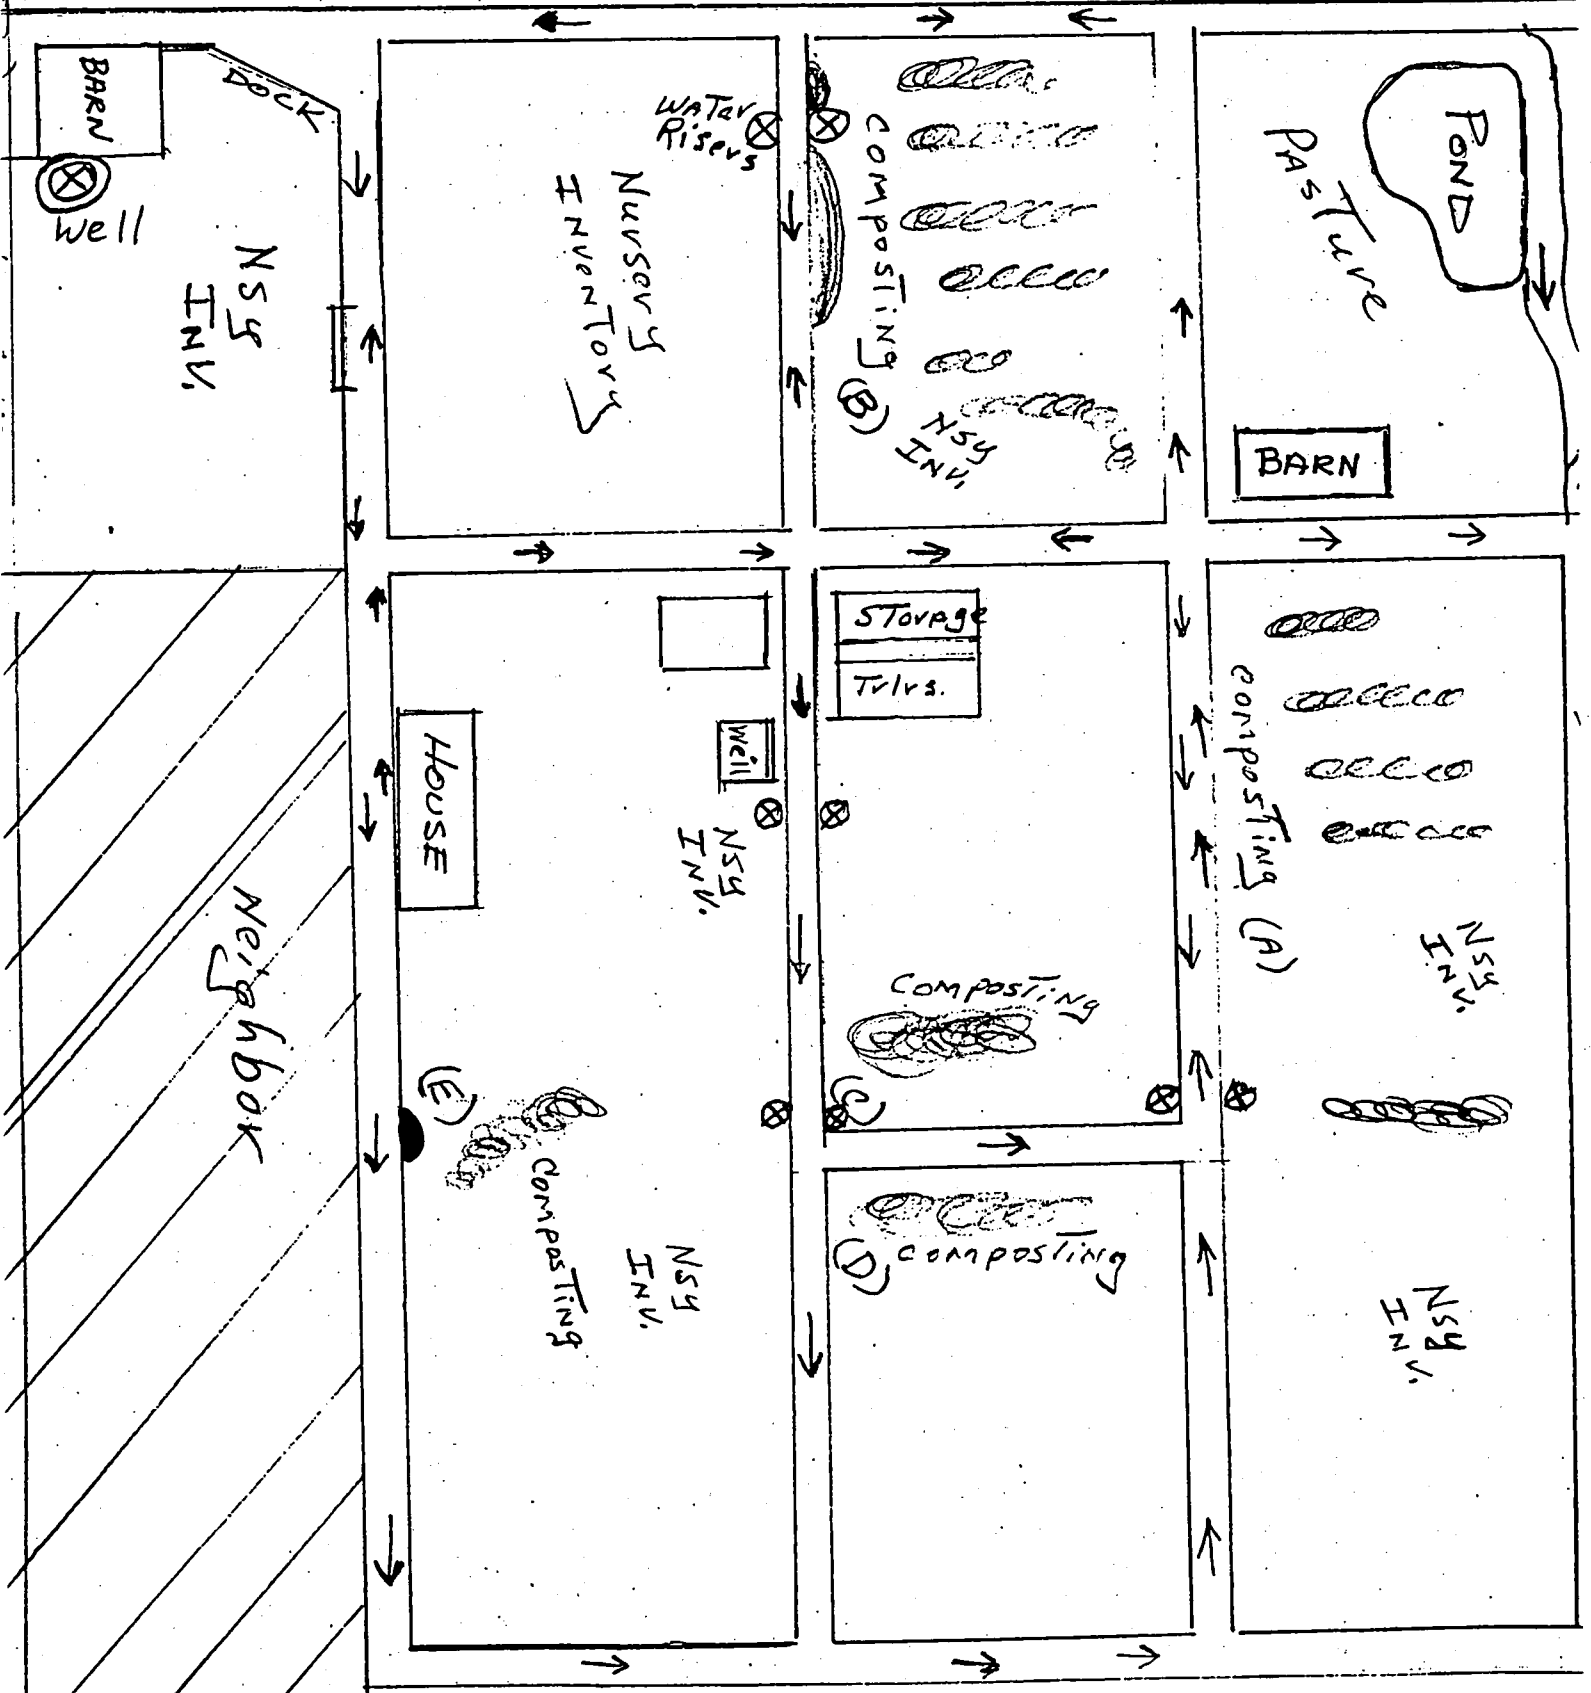 BARN
DOCK
Well
Nsy
INV.
WATer
Risers
Nursery
INvenTory
composTing
(B)
Nsy
INV.
PasTure
POND
BARN
STorage
Trlrs.
Well
HOUSE
Nsy
INV.
composTing (A)
Nsy
INV.
ComposTing
(C)
Neighbor
(E)
ComposTing
Nsy
INV.
(D) composTing
Nsy
INV.